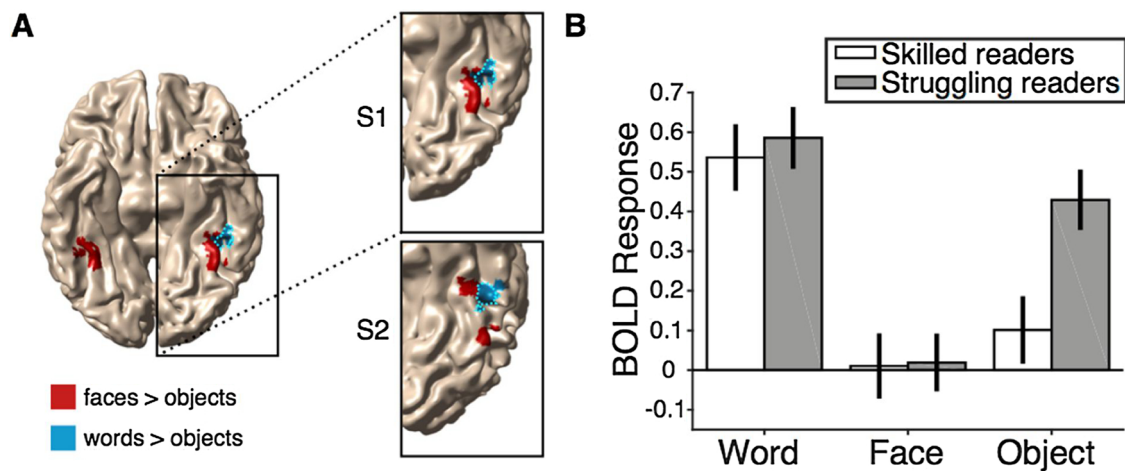 A
S1
S2
faces > objects
words > objects
B
Skilled readers
Struggling readers
BOLD Response
0.7
0.6
0.5
0.4
0.3
0.2
0.1
0
-0.1
Word Face Object